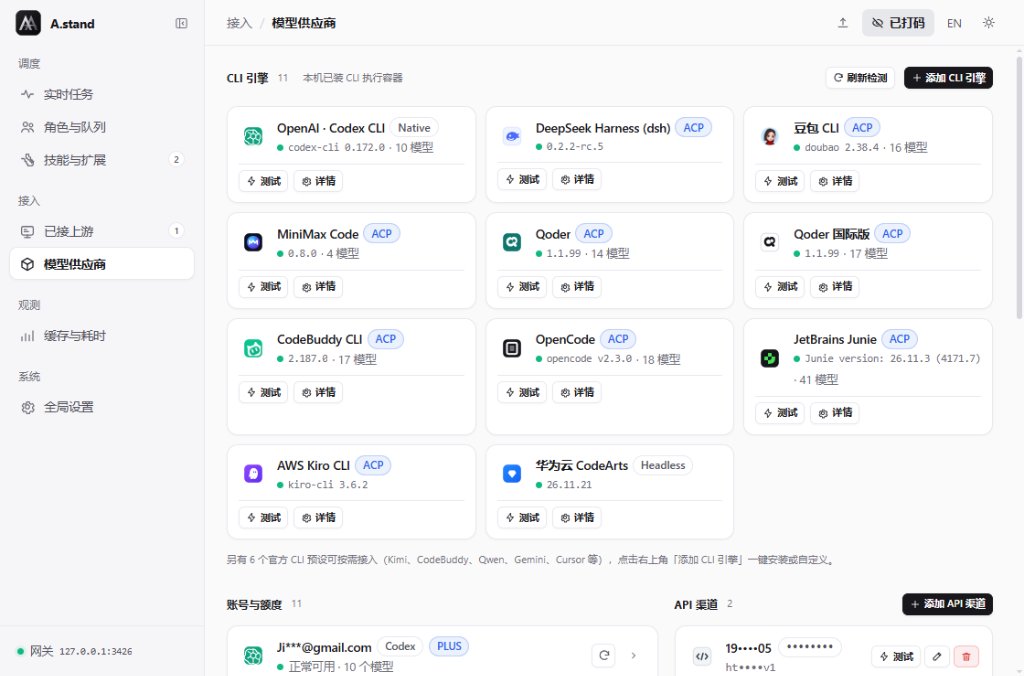 A.stand
接入 / 模型供应商
已打码
EN
调度
实时任务
角色与队列
技能与扩展 2
接入
已接上游 1
模型供应商
观测
缓存与耗时
系统
全局设置
网关 127.0.0.1:3426
CLI 引擎 11 本机已装 CLI 执行容器
刷新检测
+ 添加 CLI 引擎
OpenAI · Codex CLI Native
codex-cli 0.172.0 · 10 模型
测试 详情
DeepSeek Harness (dsh) ACP
0.2.2-rc.5
测试 详情
豆包 CLI ACP
doubao 2.38.4 · 16 模型
测试 详情
MiniMax Code ACP
0.8.0 · 4 模型
测试 详情
Qoder ACP
1.1.99 · 14 模型
测试 详情
Qoder 国际版 ACP
1.1.99 · 17 模型
测试 详情
CodeBuddy CLI ACP
2.187.0 · 17 模型
测试 详情
OpenCode ACP
opencode v2.3.0 · 18 模型
测试 详情
JetBrains Junie ACP
Junie version: 26.11.3 (4171.7)
· 41 模型
测试 详情
AWS Kiro CLI ACP
kiro-cli 3.6.2
测试 详情
华为云 CodeArts Headless
26.11.21
测试 详情
另有 6 个官方 CLI 预设可按需接入（Kimi、CodeBuddy、Qwen、Gemini、Cursor 等），点击右上角「添加 CLI 引擎」一键安装或自定义。
账号与额度 11
Ji***@gmail.com Codex PLUS
正常可用 · 10 个模型
API 渠道 2
+ 添加 API 渠道
19••••05 ••••••••
ht••••v1
测试